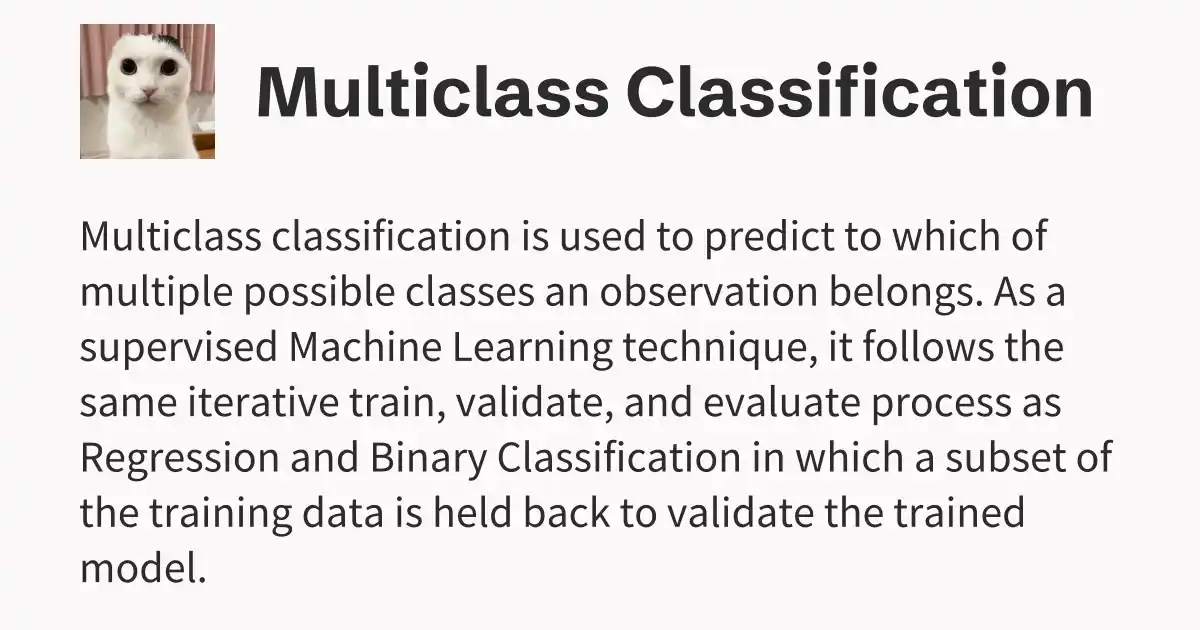 Multiclass Classification
Multiclass classification is used to predict to which of
multiple possible classes an observation belongs. As a
supervised Machine Learning technique, it follows the
same iterative train, validate, and evaluate process as
Regression and Binary Classification in which a subset of
the training data is held back to validate the trained
model.